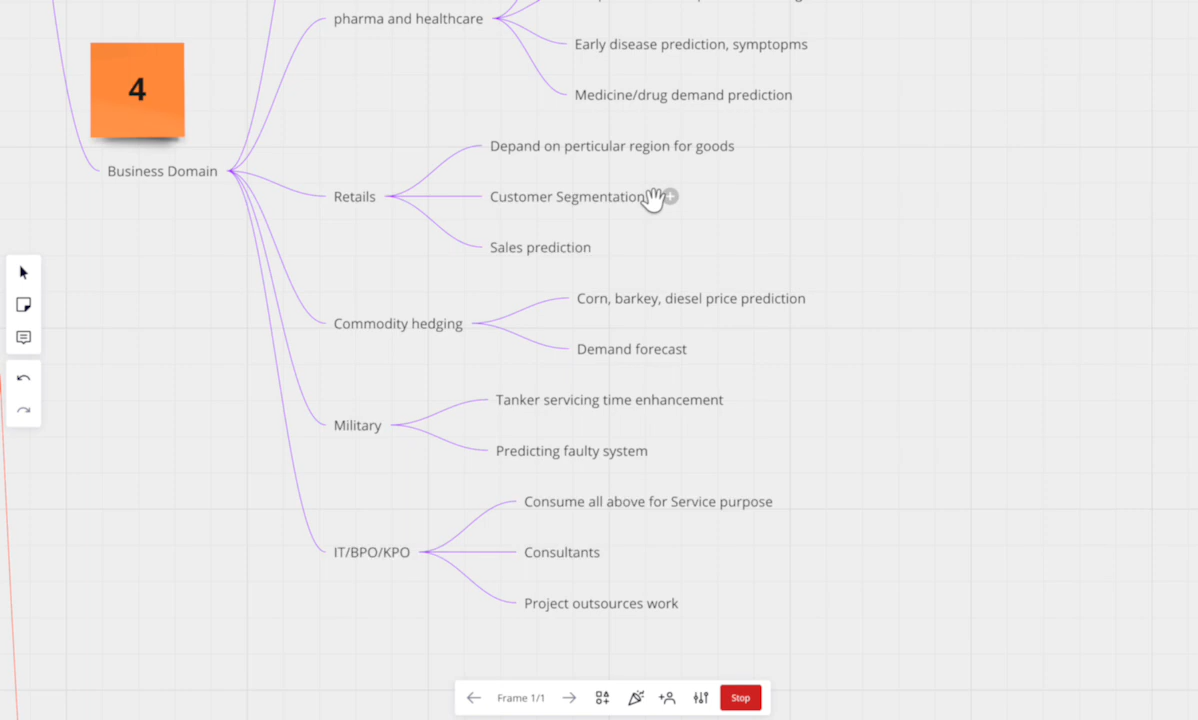 pharma and healthcare
Early disease prediction, symptopms
Medicine/drug demand prediction
4
Business Domain
Retails
Depand on perticular region for goods
Customer Segmentation
Sales prediction
Commodity hedging
Corn, barkey, diesel price prediction
Demand forecast
Military
Tanker servicing time enhancement
Predicting faulty system
IT/BPO/KPO
Consume all above for Service purpose
Consultants
Project outsources work
Frame 1/1
Stop